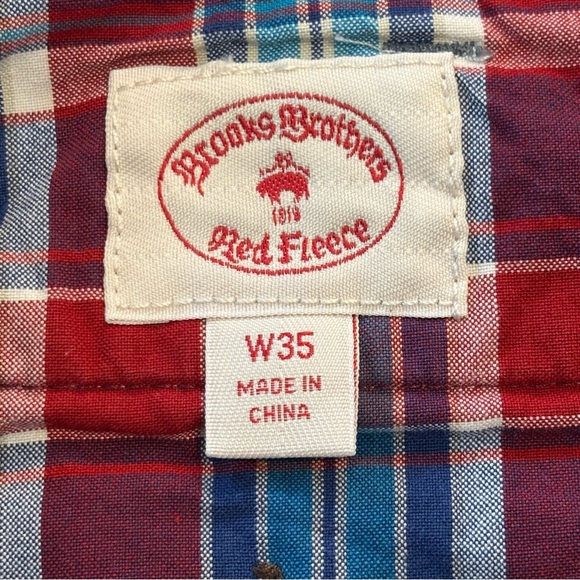 Brooks Brothers
1818
Red Fleece
W35
MADE IN
CHINA